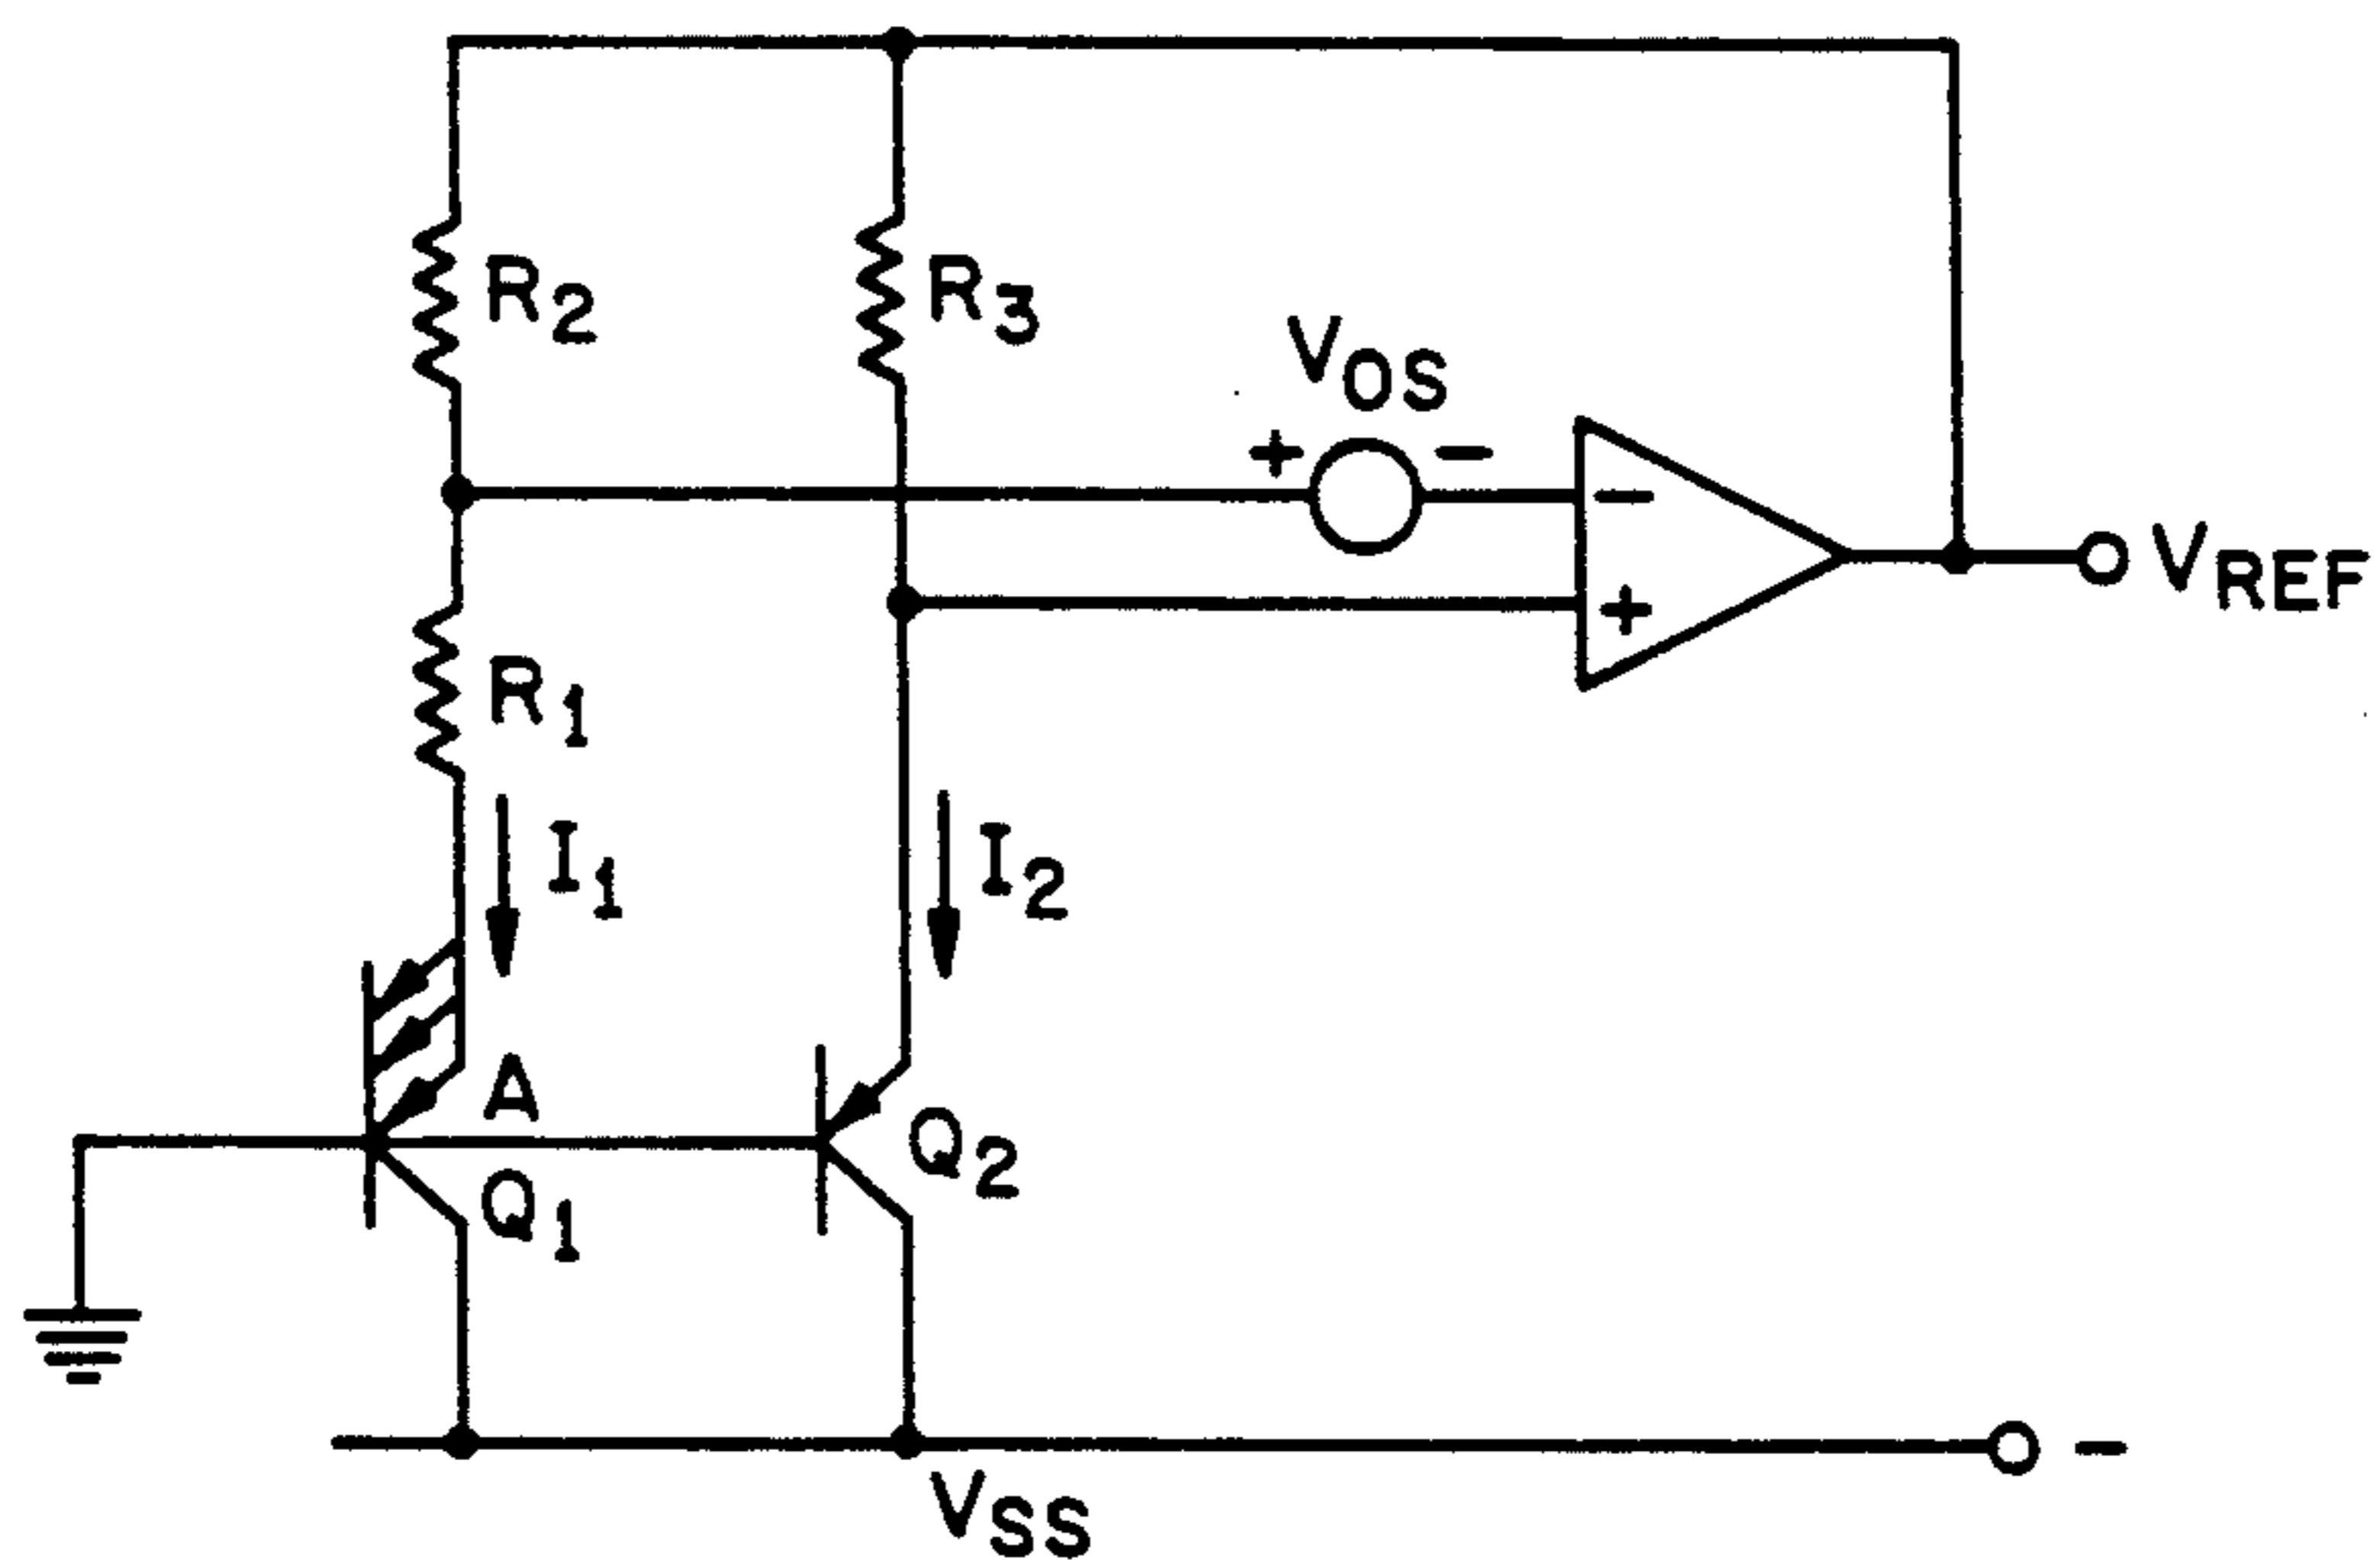 R2
R3
VOS
+ -
-
+
VREF
R1
I1
I2
A
Q1
Q2
VSS
-